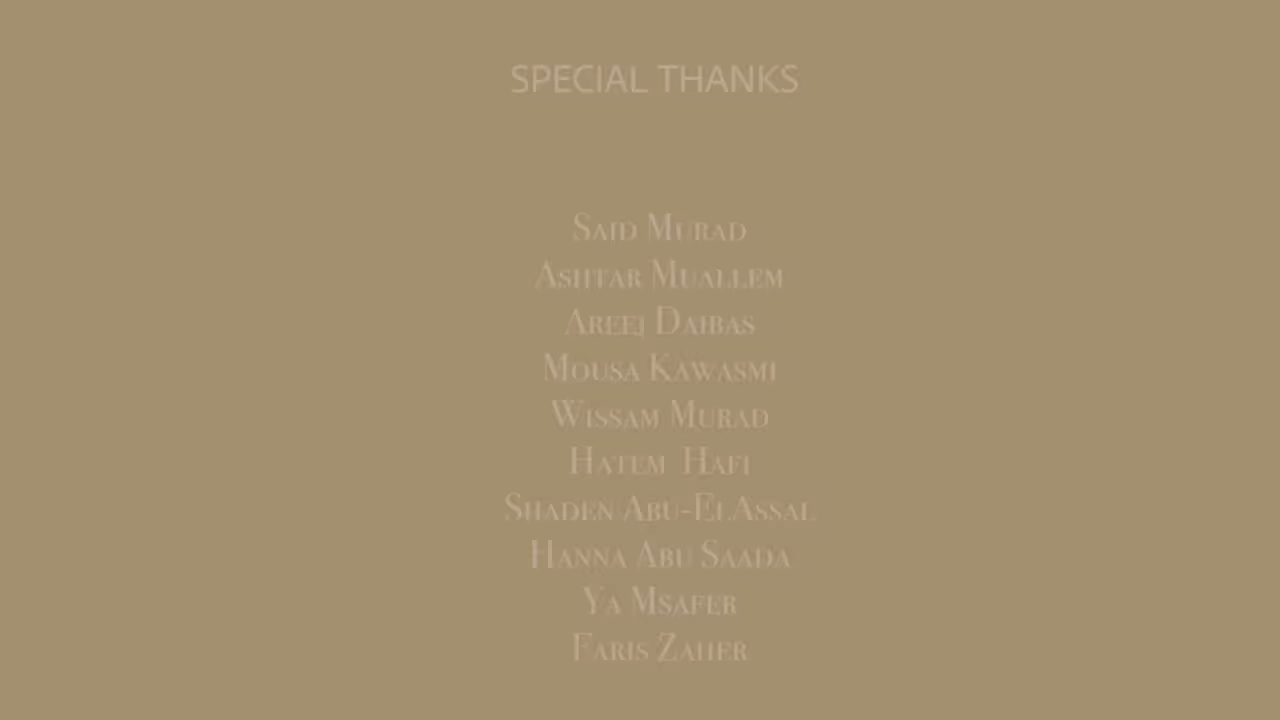 SPECIAL THANKS
SAID MURAD
ASHTAR MUALLEM
AREEJ DAIBAS
MOUSA KAWASMI
WISSAM MURAD
HATEM HAFI
SHADEN ABU-ELASSAL
HANNA ABU SAADA
YA MSAFER
FARIS ZAHER